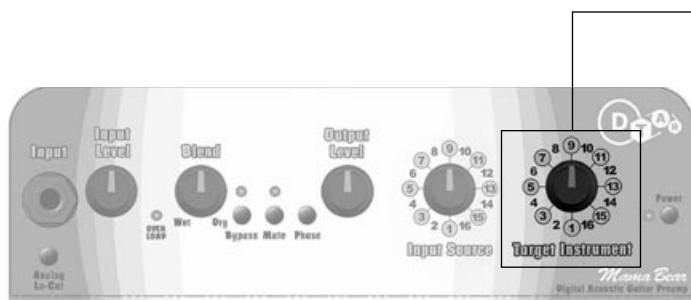 D T A R
Input
Input Level
Blend
Output Level
OVER LOAD
Wet Dry
Bypass Mute Phase
Analog Lo-Cut
1 2 3 4 5 6 7 8 9 10 11 12 13 14 15 16
Input Source
1 2 3 4 5 6 7 8 9 10 11 12 13 14 15 16
Target Instrument
Power
Mama Bear
Digital Acoustic Guitar Preamp